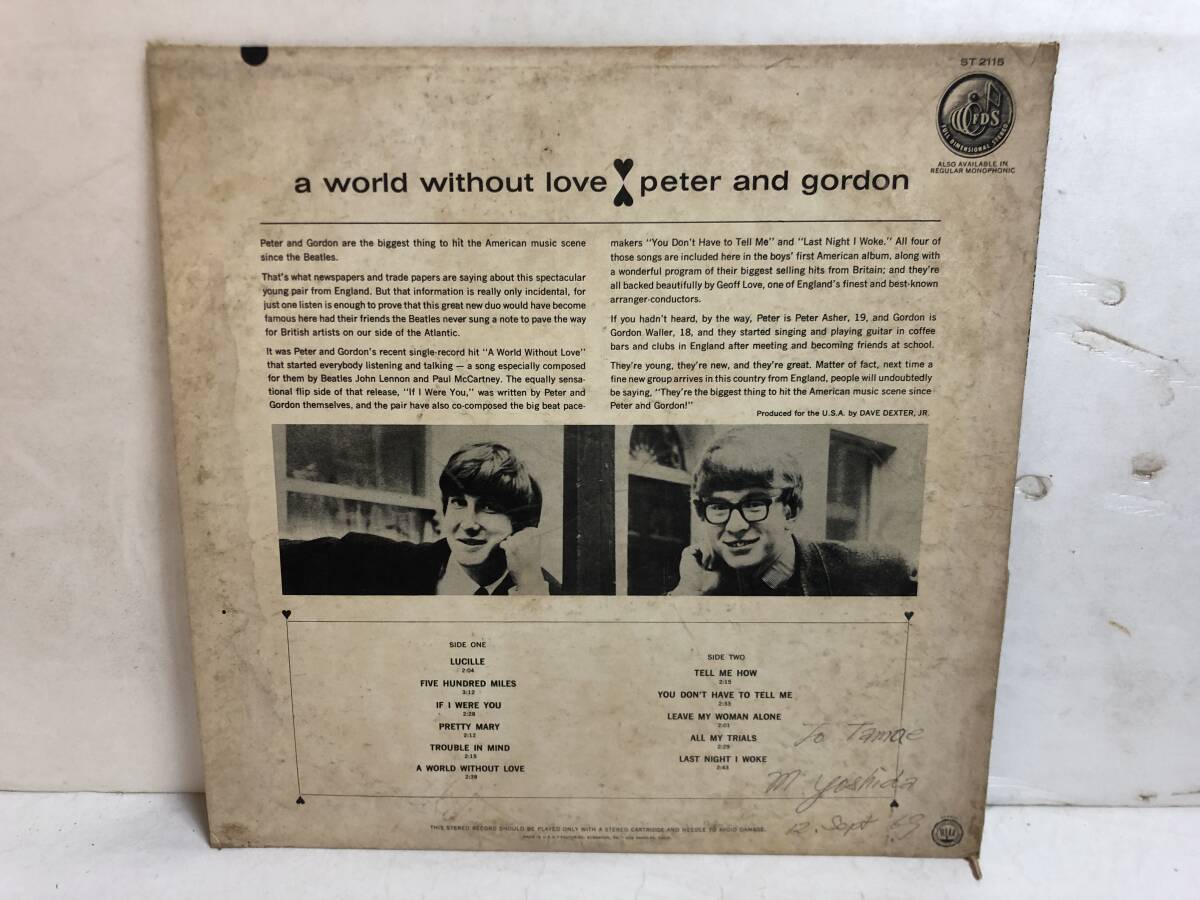 ST 2115
FDS
FULL DIMENSIONAL STEREO
ALSO AVAILABLE IN
REGULAR MONOPHONIC
a world without love peter and gordon
Peter and Gordon are the biggest thing to hit the American music scene
since the Beatles.
That's what newspapers and trade papers are saying about this spectacular
young pair from England. But that information is really only incidental, for
just one listen is enough to prove that this great new duo would have become
famous here had their friends the Beatles never sung a note to pave the way
for British artists on our side of the Atlantic.
It was Peter and Gordon's recent single-record hit "A World Without Love"
that started everybody listening and talking — a song especially composed
for them by Beatles John Lennon and Paul McCartney. The equally sensa-
tional flip side of that release, "If I Were You," was written by Peter and
Gordon themselves, and the pair have also co-composed the big beat pace-
makers "You Don't Have to Tell Me" and "Last Night I Woke." All four of
those songs are included here in the boys' first American album, along with
a wonderful program of their biggest selling hits from Britain; and they're
all backed beautifully by Geoff Love, one of England's finest and best-known
arranger-conductors.
If you hadn't heard, by the way, Peter is Peter Asher, 19, and Gordon is
Gordon Waller, 18, and they started singing and playing guitar in coffee
bars and clubs in England after meeting and becoming friends at school.
They're young, they're new, and they're great. Matter of fact, next time a
fine new group arrives in this country from England, people will undoubtedly
be saying, "They're the biggest thing to hit the American music scene since
Peter and Gordon!"
Produced for the U.S.A. by DAVE DEXTER, JR.
SIDE ONE
LUCILLE
2:04
FIVE HUNDRED MILES
3:12
IF I WERE YOU
2:28
PRETTY MARY
2:12
TROUBLE IN MIND
2:15
A WORLD WITHOUT LOVE
2:38
SIDE TWO
TELL ME HOW
2:15
YOU DON'T HAVE TO TELL ME
2:33
LEAVE MY WOMAN ALONE
2:01
ALL MY TRIALS
2:29
LAST NIGHT I WOKE
2:43
To Tamae
M Yoshida
12. Sept 69
THIS STEREO RECORD SHOULD BE PLAYED ONLY WITH A STEREO CARTRIDGE AND NEEDLE TO AVOID DAMAGE.
RIAA